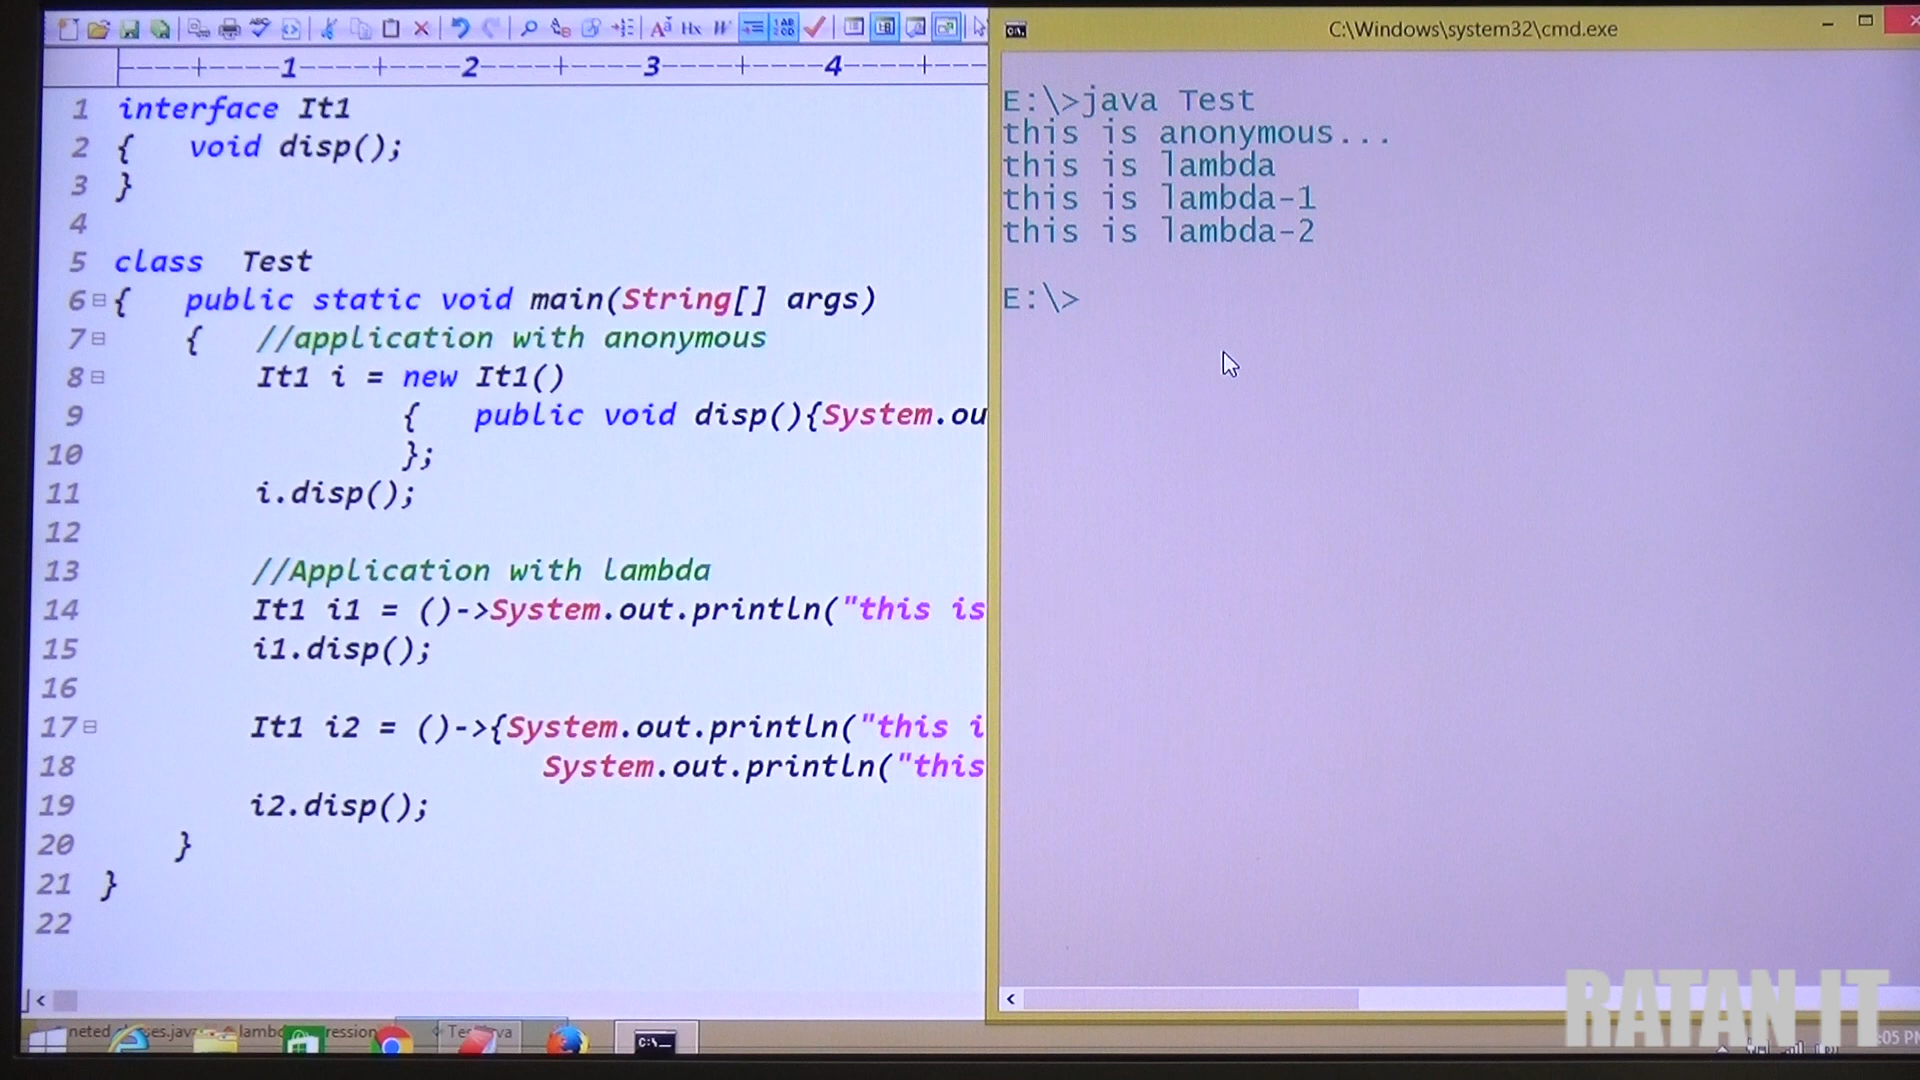 C:\Windows\system32\cmd.exe
1 2 3 4
1 interface It1
2 { void disp();
3 }
4
5 class Test
6 { public static void main(String[] args)
7 { //application with anonymous
8 It1 i = new It1()
9 { public void disp(){System.ou
10 };
11 i.disp();
12
13 //Application with lambda
14 It1 i1 = ()->System.out.println("this is
15 i1.disp();
16
17 It1 i2 = ()->{System.out.println("this i
18 System.out.println("this
19 i2.disp();
20 }
21 }
22
E:\>java Test
this is anonymous...
this is lambda
this is lambda-1
this is lambda-2
E:\>
RATAN IT